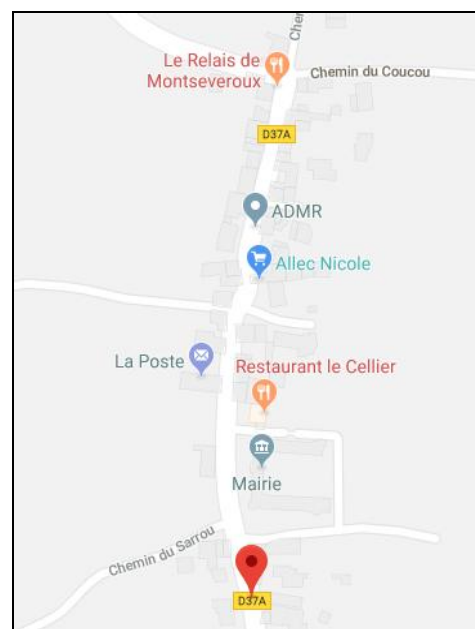 Che
Le Relais de
Montseveroux
Chemin du Coucou
D37A
ADMR
Allec Nicole
La Poste
Restaurant le Cellier
Mairie
Chemin du Sarrou
D37A